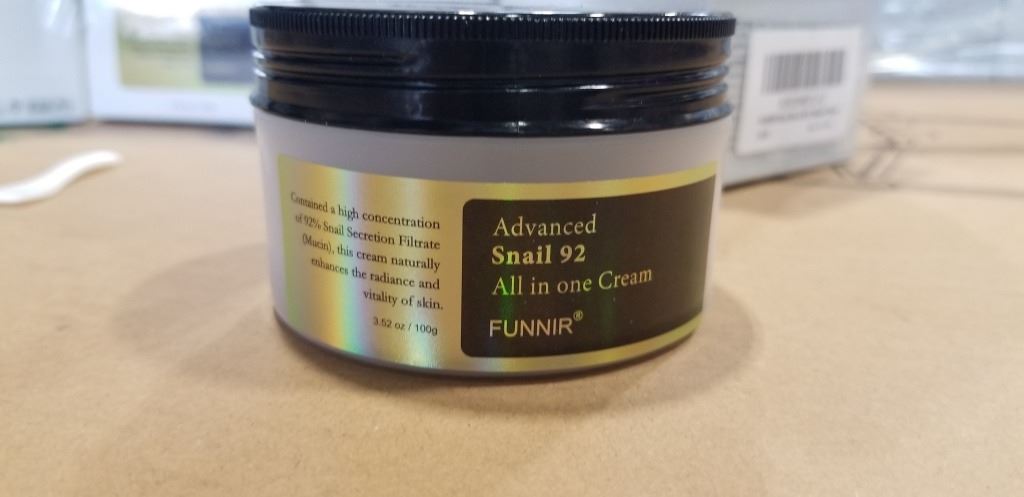 Contained a high concentration
of 92% Snail Secretion Filtrate
(Mucin), this cream naturally
enhances the radiance and
vitality of skin.
3.52 oz / 100g
Advanced
Snail 92
All in one Cream
FUNNIR®